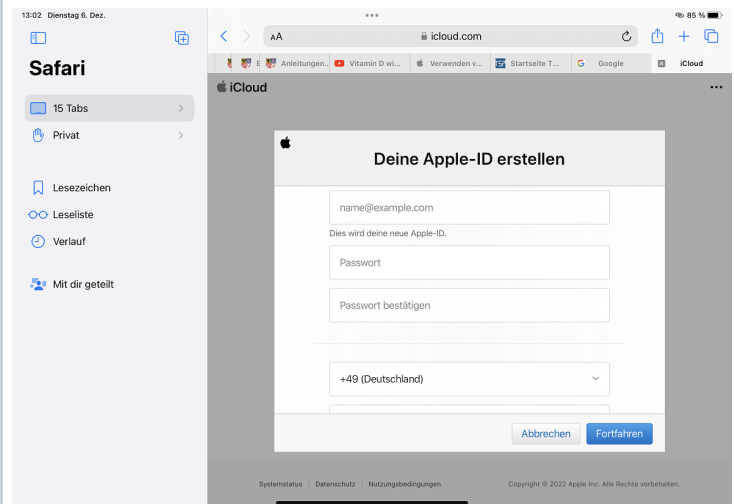 13:02 Dienstag 6. Dez.
85 %
Safari
15 Tabs
Privat
Lesezeichen
Leseliste
Verlauf
Mit dir geteilt
AA
icloud.com
E
Anleitungen..
Vitamin D wi...
Verwenden v...
Startseite T...
Google
iCloud
iCloud
Deine Apple-ID erstellen
name@example.com
Dies wird deine neue Apple-ID.
Passwort
Passwort bestätigen
+49 (Deutschland)
Abbrechen
Fortfahren
Systemstatus | Datenschutz | Nutzungsbedingungen
Copyright © 2022 Apple Inc. Alle Rechte vorbehalten.